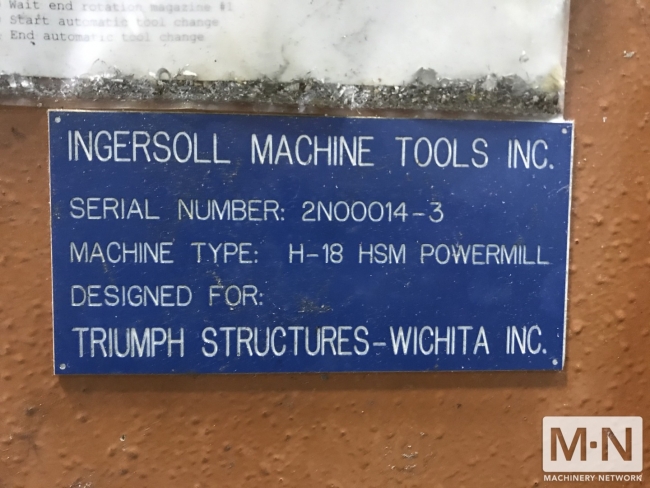 Wait end rotation magazine #1
Start automatic tool change
End automatic tool change
INGERSOLL MACHINE TOOLS INC.
SERIAL NUMBER: 2N00014-3
MACHINE TYPE: H-18 HSM POWERMILL
DESIGNED FOR:
TRIUMPH STRUCTURES-WICHITA INC.
M·N
MACHINERY·NETWORK